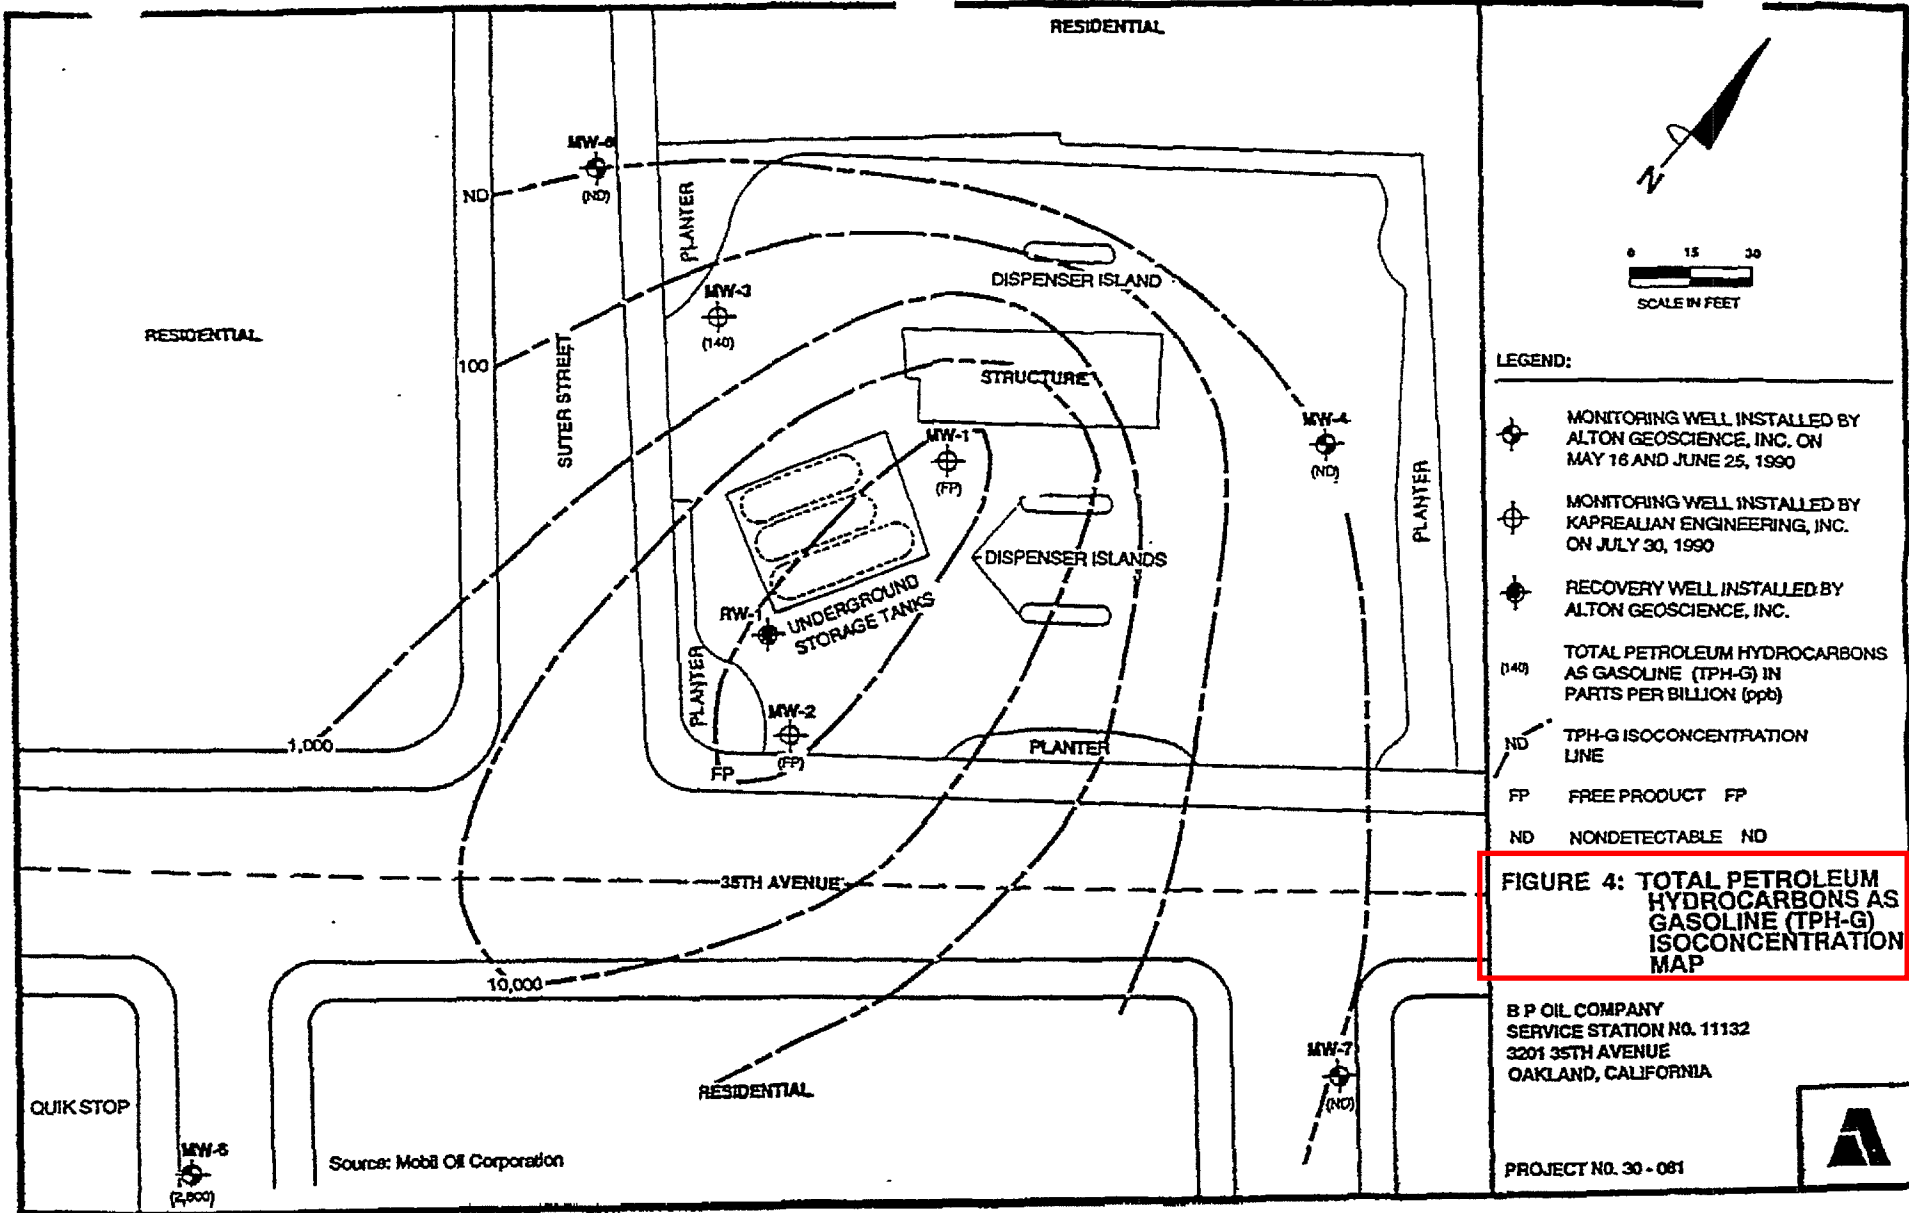 RESIDENTIAL
MW-6
ND
(ND)
PLANTER
DISPENSER ISLAND
MW-3
(140)
RESIDENTIAL
100
SUTER STREET
STRUCTURE
MW-1
(FP)
MW-4
(ND)
PLANTER
DISPENSER ISLANDS
UNDERGROUND
STORAGE TANKS
RW-1
PLANTER
MW-2
(FP)
FP
1,000
PLANTER
35TH AVENUE
10,000
RESIDENTIAL
MW-7
(ND)
QUIK STOP
(2,800)
Source: Mobil Oil Corporation
N
0 15 30
SCALE IN FEET
LEGEND:
MONITORING WELL INSTALLED BY
ALTON GEOSCIENCE, INC. ON
MAY 16 AND JUNE 25, 1990
MONITORING WELL INSTALLED BY
KAPREALIAN ENGINEERING, INC.
ON JULY 30, 1990
RECOVERY WELL INSTALLED BY
ALTON GEOSCIENCE, INC.
(140) TOTAL PETROLEUM HYDROCARBONS
AS GASOLINE (TPH-G) IN
PARTS PER BILLION (ppb)
ND TPH-G ISOCONCENTRATION
LINE
FP FREE PRODUCT FP
ND NONDETECTABLE ND
FIGURE 4: TOTAL PETROLEUM
HYDROCARBONS AS
GASOLINE (TPH-G)
ISOCONCENTRATION
MAP
B P OIL COMPANY
SERVICE STATION NO. 11132
3201 35TH AVENUE
OAKLAND, CALIFORNIA
PROJECT NO. 30 - 061